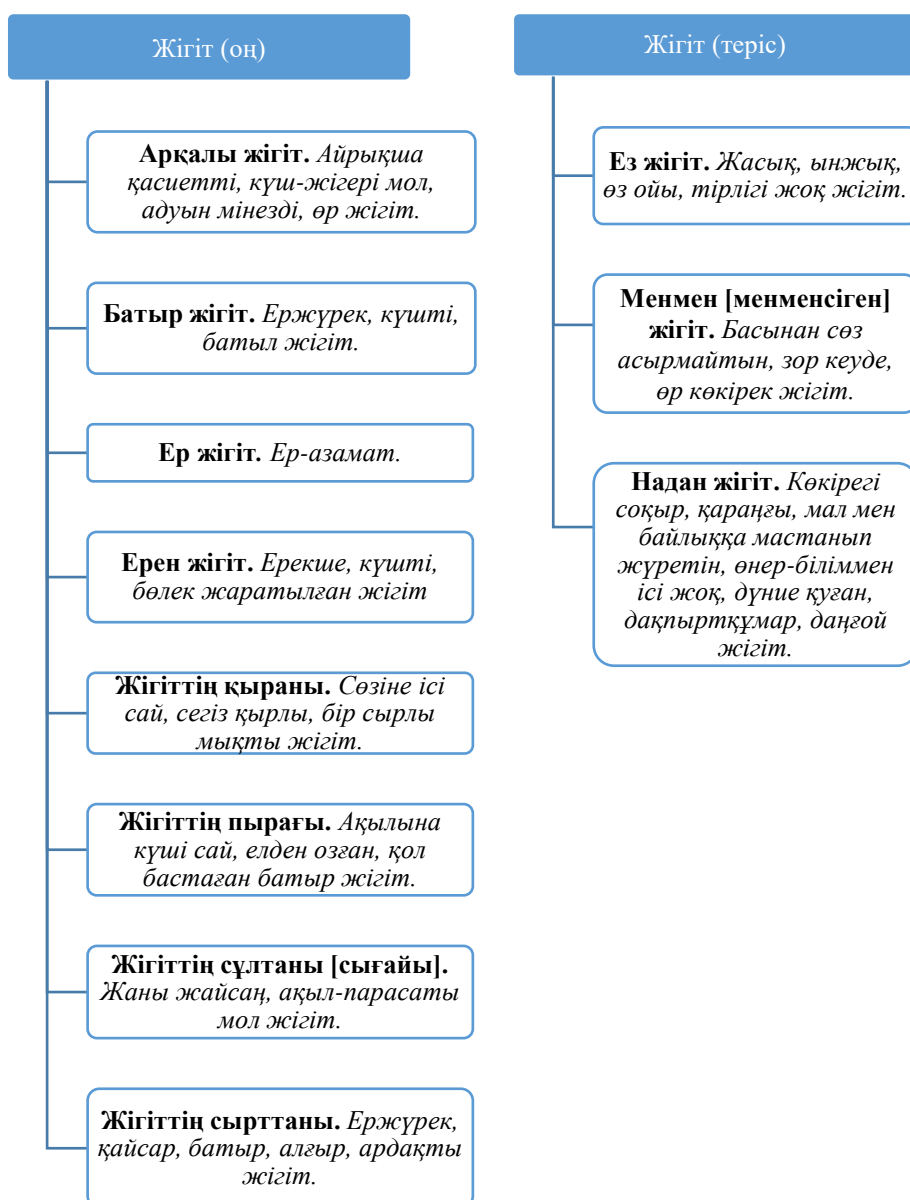 Жігіт (оң)
Арқалы жігіт. Айрықша
қасиетті, күш-жігері мол,
адуын мінезді, өр жігіт.
Батыр жігіт. Ержүрек, күшті,
батыл жігіт.
Ер жігіт. Ер-азамат.
Ерен жігіт. Ерекше, күшті,
бөлек жаратылған жігіт
Жігіттің қыраны. Сөзіне ісі
сай, сегіз қырлы, бір сырлы
мықты жігіт.
Жігіттің пырағы. Ақылына
күші сай, елден озған, қол
бастаған батыр жігіт.
Жігіттің сұлтаны [сығайы].
Жаны жайсаң, ақыл-парасаты
мол жігіт.
Жігіттің сырттаны. Ержүрек,
қайсар, батыр, алғыр, ардақты
жігіт.
Жігіт (теріс)
Ез жігіт. Жасық, ынжық,
өз ойы, тірлігі жоқ жігіт.
Менмен [менменсіген]
жігіт. Басынан сөз
асырмайтын, зор кеуде,
өр көкірек жігіт.
Надан жігіт. Көкірегі
соқыр, қараңғы, мал мен
байлыққа мастанып
жүретін, өнер-біліммен
ісі жоқ, дүние қуған,
дақпыртқұмар, даңғой
жігіт.